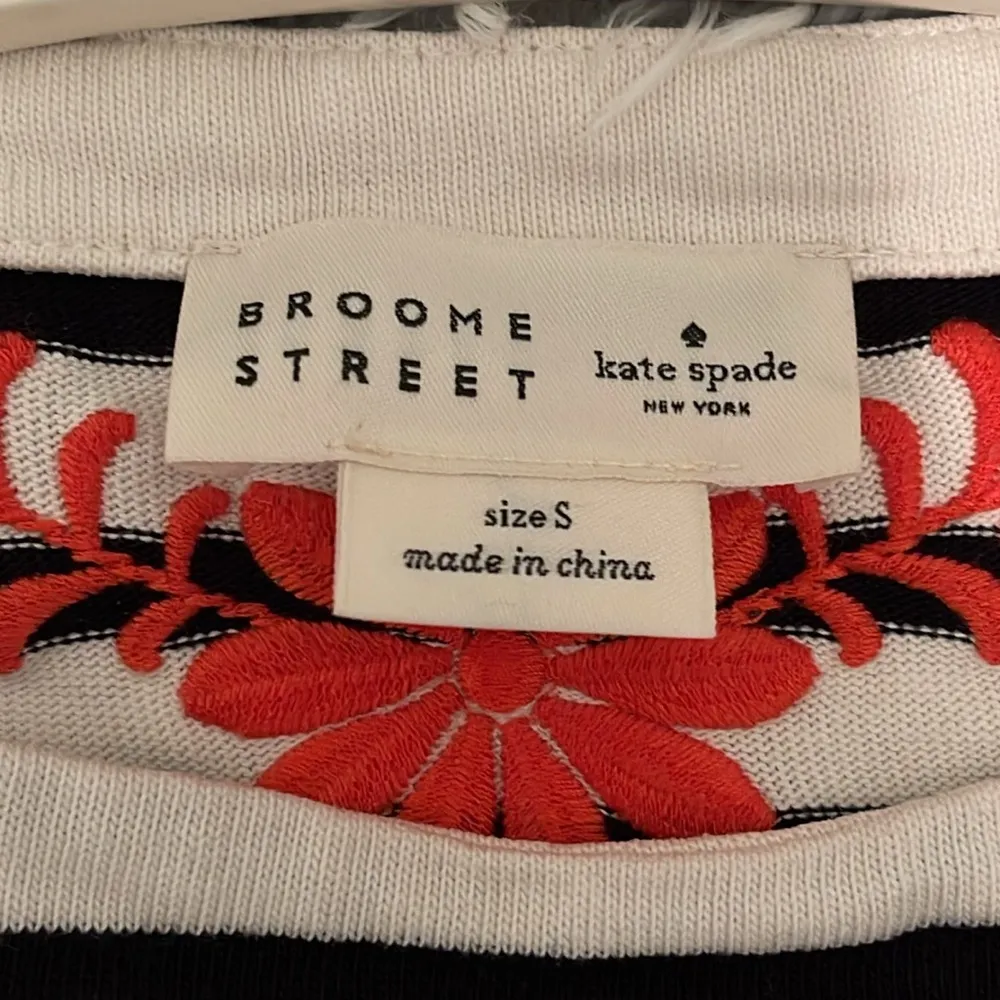 BROOME
STREET
kate spade
NEW YORK
size S
made in china